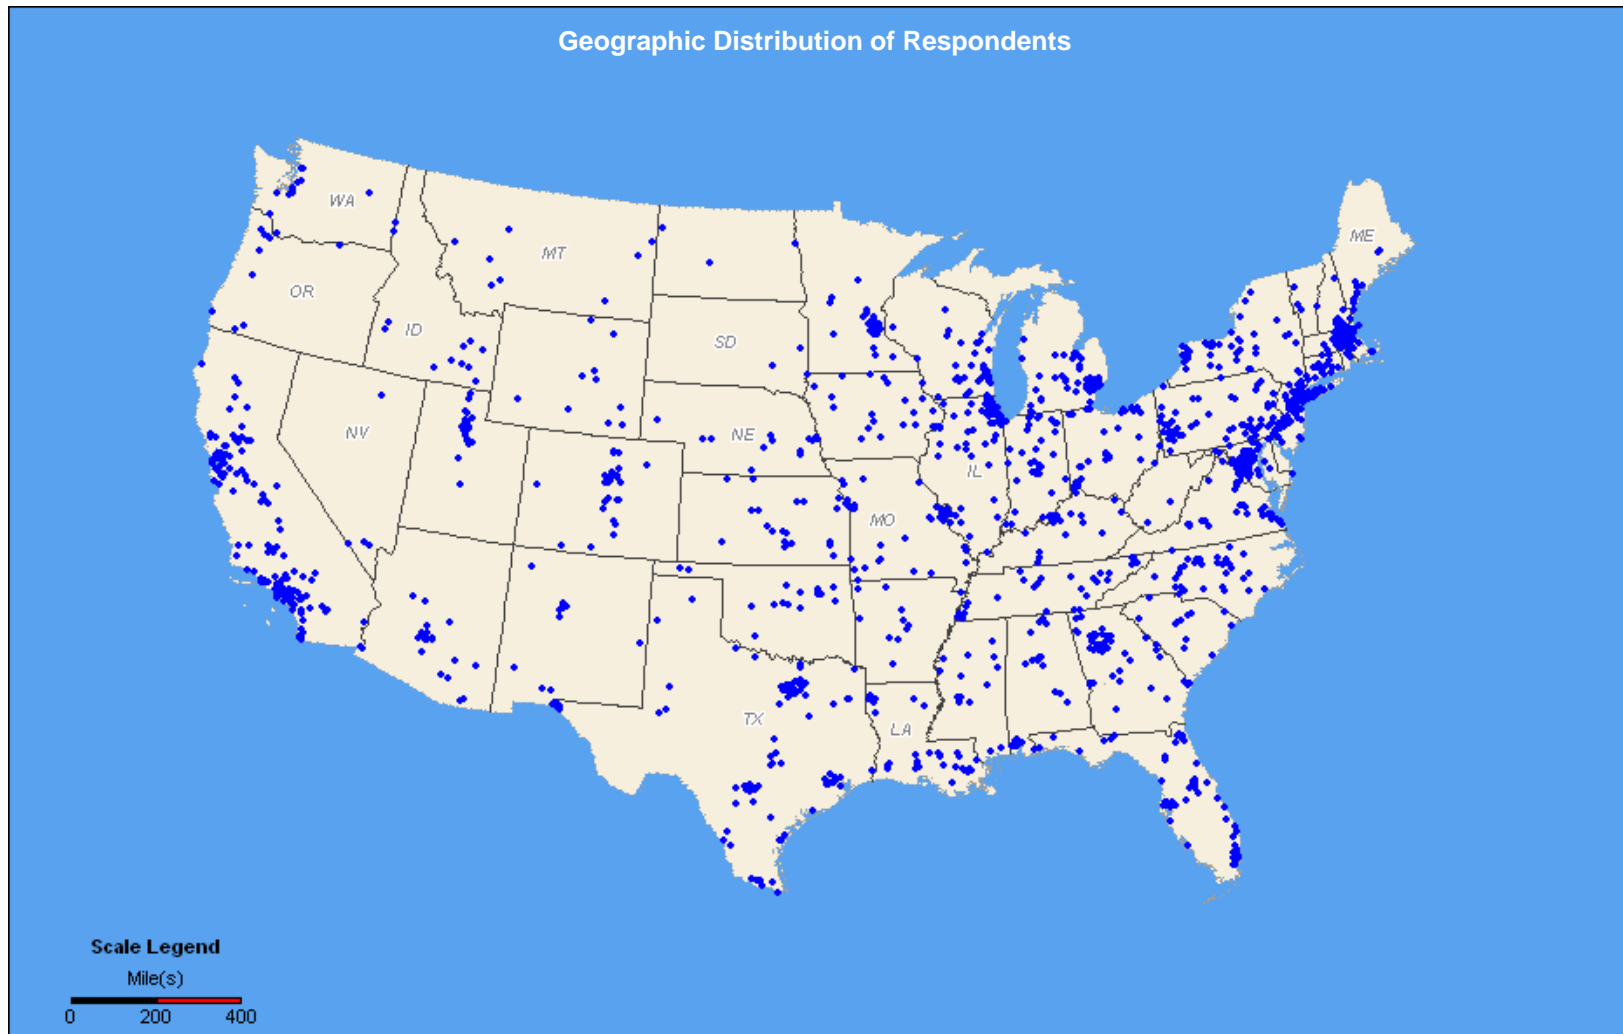 Geographic Distribution of Respondents
WA
ME
MT
OR
ID
SD
NV
NE
IL
MO
TX
LA
Scale Legend
Mile(s)
0 200 400